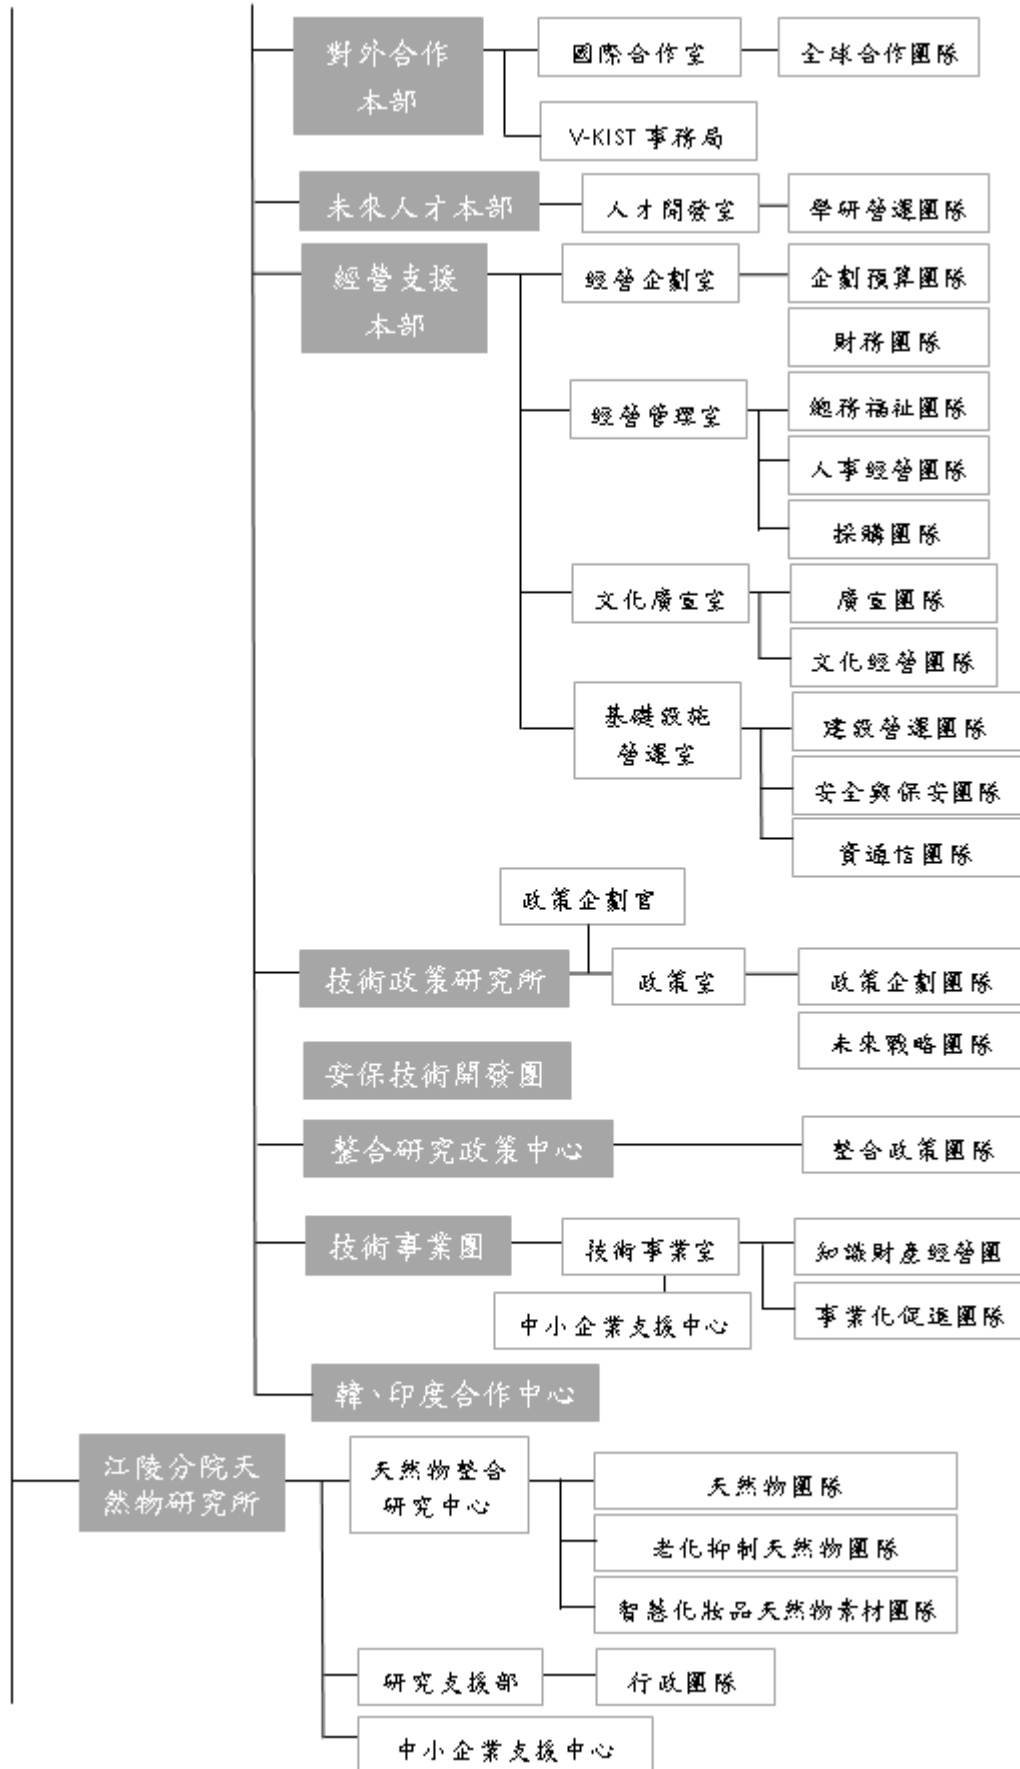 對外合作
本部
國際合作室
全球合作團隊
V-KIST 事務局
未來人才本部
人才開發室
學研營運團隊
經營支援
本部
經營企劃室
企劃預算團隊
財務團隊
經營管理室
總務福祉團隊
人事經營團隊
採購團隊
文化廣宣室
廣宣團隊
文化經營團隊
基礎設施
營運室
建設營運團隊
安全與保安團隊
資通信團隊
政策企劃官
技術政策研究所
政策室
政策企劃團隊
未來戰略團隊
安保技術開發團
整合研究政策中心
整合政策團隊
技術事業團
技術事業室
知識財產經營團
中小企業支援中心
事業化促進團隊
韓、印度合作中心
江陵分院天
然物研究所
天然物整合
研究中心
天然物團隊
老化抑制天然物團隊
智慧化妝品天然物素材團隊
研究支援部
行政團隊
中小企業支援中心